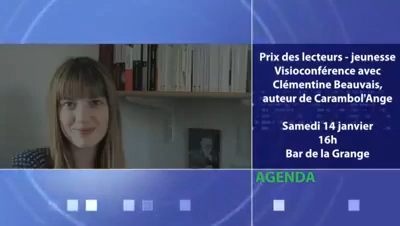 Prix des lecteurs - jeunesse
Visioconférence avec
Clémentine Beauvais,
auteur de Carambol'Ange
Samedi 14 janvier
16h
Bar de la Grange
AGENDA